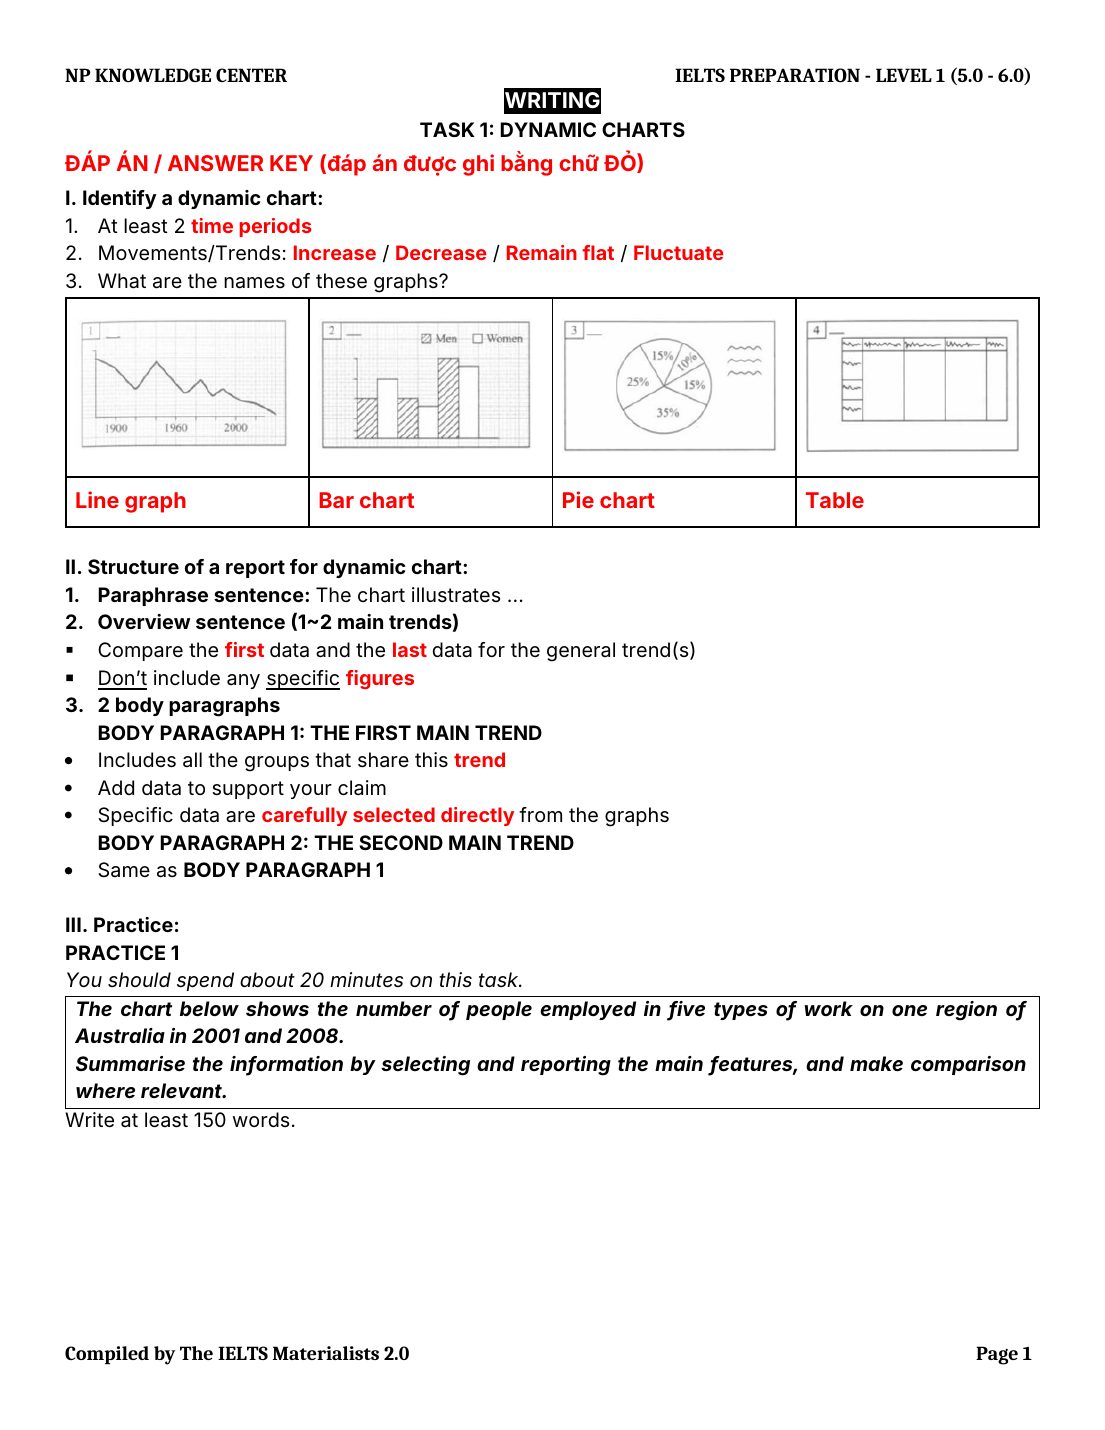 NP KNOWLEDGE CENTER IELTS PREPARATION - LEVEL 1 (5.0 - 6.0)
WRITING
TASK 1: DYNAMIC CHARTS
ĐÁP ÁN / ANSWER KEY (đáp án được ghi bằng chữ ĐỎ)
I. Identify a dynamic chart:
1. At least 2 time periods
2. Movements/Trends: Increase / Decrease / Remain flat / Fluctuate
3. What are the names of these graphs?
1
1900 1960 2000
2
Men Women
3
15% 10% 15% 35% 25%
4
Line graph Bar chart Pie chart Table
II. Structure of a report for dynamic chart:
1. Paraphrase sentence: The chart illustrates ...
2. Overview sentence (1~2 main trends)
▪ Compare the first data and the last data for the general trend(s)
▪ Don’t include any specific figures
3. 2 body paragraphs
BODY PARAGRAPH 1: THE FIRST MAIN TREND
• Includes all the groups that share this trend
• Add data to support your claim
• Specific data are carefully selected directly from the graphs
BODY PARAGRAPH 2: THE SECOND MAIN TREND
• Same as BODY PARAGRAPH 1
III. Practice:
PRACTICE 1
You should spend about 20 minutes on this task.
The chart below shows the number of people employed in five types of work on one region of
Australia in 2001 and 2008.
Summarise the information by selecting and reporting the main features, and make comparison
where relevant.
Write at least 150 words.
Compiled by The IELTS Materialists 2.0 Page 1